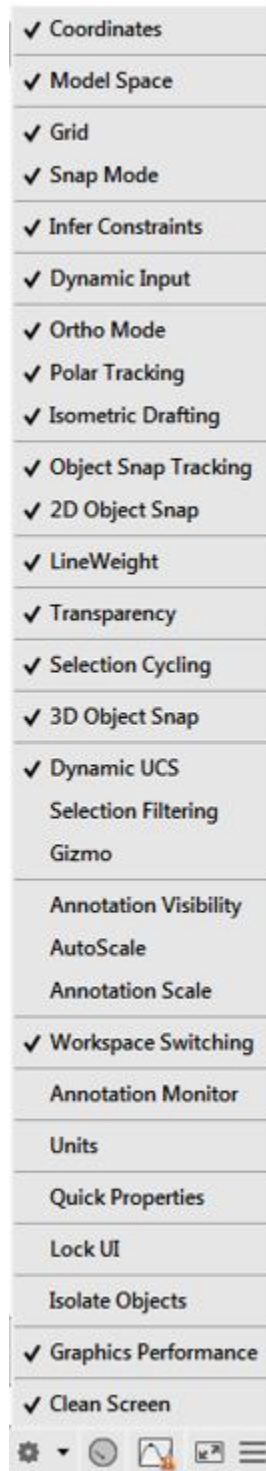 Coordinates
Model Space
Grid
Snap Mode
Infer Constraints
Dynamic Input
Ortho Mode
Polar Tracking
Isometric Drafting
Object Snap Tracking
2D Object Snap
LineWeight
Transparency
Selection Cycling
3D Object Snap
Dynamic UCS
Selection Filtering
Gizmo
Annotation Visibility
AutoScale
Annotation Scale
Workspace Switching
Annotation Monitor
Units
Quick Properties
Lock UI
Isolate Objects
Graphics Performance
Clean Screen